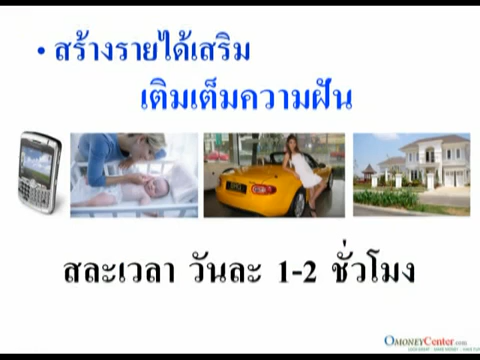 • สร้างรายได้เสริม
เติมเต็มความฝัน
สละเวลา วันละ 1-2 ชั่วโมง
OMONEYCenter.com